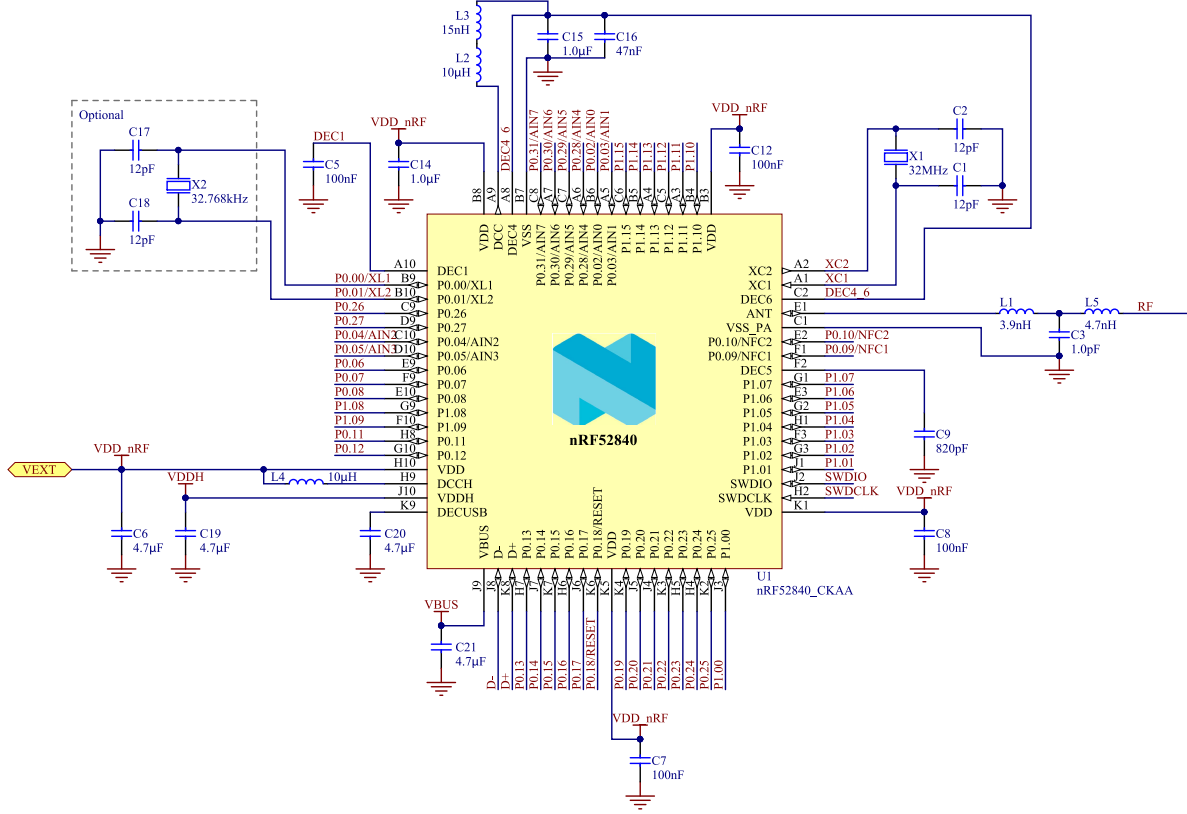 L3
15nH
L2
10µH
C15
1.0µF
C16
47nF
Optional
C17
12pF
X2
32.768kHz
C18
12pF
DEC1
C5
100nF
VDD_nRF
C14
1.0µF
DEC4_6
P0.31/AIN7
P0.30/AIN6
P0.29/AIN5
P0.28/AIN4
P0.02/AIN0
P0.03/AIN1
P1.15
P1.14
P1.13
P1.12
P1.11
P1.10
VDD_nRF
C12
100nF
C2
12pF
X1
32MHz
C1
12pF
B8
A9
A8
B7
C8
A7
C7
A6
B6
A5
C6
B5
A4
C5
A3
B4
B3
VDD
DCC
DEC4
VSS
P0.31/AIN7
P0.30/AIN6
P0.29/AIN5
P0.28/AIN4
P0.02/AIN0
P0.03/AIN1
P1.15
P1.14
P1.13
P1.12
P1.11
P1.10
VDD
A10 DEC1
P0.00/XL1 B9 P0.00/XL1
P0.01/XL2 B10 P0.01/XL2
P0.26 C9 P0.26
P0.27 D9 P0.27
P0.04/AIN2 C10 P0.04/AIN2
P0.05/AIN3 D10 P0.05/AIN3
P0.06 E9 P0.06
P0.07 F9 P0.07
P0.08 E10 P0.08
P1.08 G9 P1.08
P1.09 F10 P1.09
P0.11 H8 P0.11
P0.12 G10 P0.12
H10 VDD
H9 DCCH
J10 VDDH
K9 DECUSB
XC2 A2 XC2
XC1 A1 XC1
DEC6 C2 DEC4_6
ANT E1
VSS_PA C1
P0.10/NFC2 E2 P0.10/NFC2
P0.09/NFC1 F1 P0.09/NFC1
DEC5 F2
P1.07 G1 P1.07
P1.06 E3 P1.06
P1.05 G2 P1.05
P1.04 H1 P1.04
P1.03 F3 P1.03
P1.02 G3 P1.02
P1.01 J1 P1.01
SWDIO J2 SWDIO
SWDCLK H2 SWDCLK
VDD K1
nRF52840
L1
3.9nH
L5
4.7nH
RF
C3
1.0pF
C9
820pF
VDD_nRF
C8
100nF
VEXT
VDD_nRF
VDDH
L4 10µH
C6
4.7µF
C19
4.7µF
C20
4.7µF
VBUS
D-
D+
P0.13
P0.14
P0.15
P0.16
P0.17
P0.18/RESET
VDD
P0.19
P0.20
P0.21
P0.22
P0.23
P0.24
P0.25
P1.00
U1
nRF52840_CKAA
J9
J8
K8
H7
J7
K7
H6
J6
K6
K5
K4
J5
J4
K3
H5
H4
K2
J3
VBUS
C21
4.7µF
D-
D+
P0.13
P0.14
P0.15
P0.16
P0.17
P0.18/RESET
P0.19
P0.20
P0.21
P0.22
P0.23
P0.24
P0.25
P1.00
VDD_nRF
C7
100nF